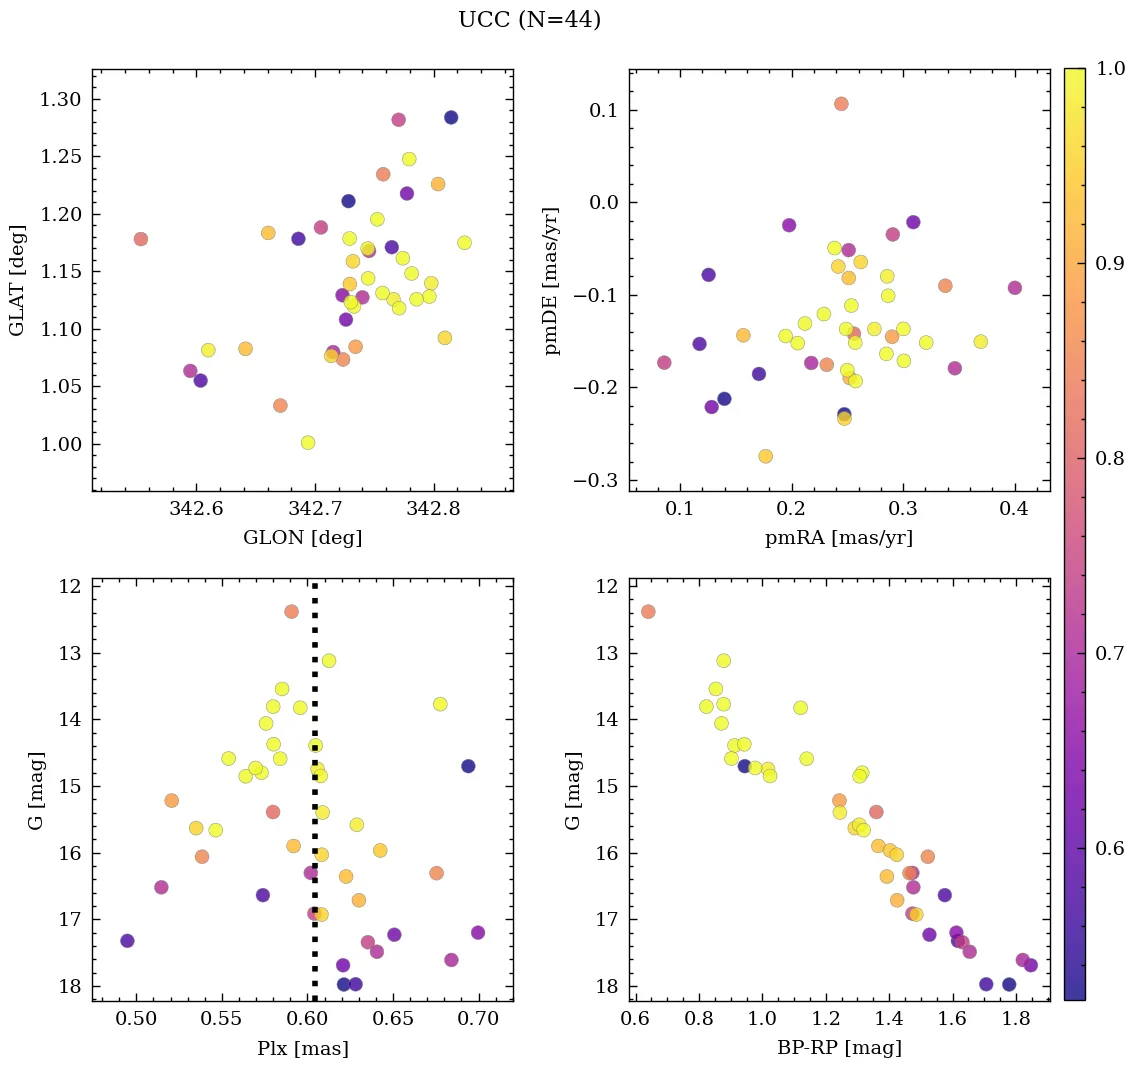 UCC (N=44)
1.30
1.25
1.20
1.15
1.10
1.05
1.00
GLAT [deg]
342.6 342.7 342.8
GLON [deg]
0.1
0.0
−0.1
−0.2
−0.3
pmDE [mas/yr]
0.1 0.2 0.3 0.4
pmRA [mas/yr]
1.0
0.9
0.8
0.7
0.6
12
13
14
15
16
17
18
G [mag]
0.50 0.55 0.60 0.65 0.70
Plx [mas]
12
13
14
15
16
17
18
G [mag]
0.6 0.8 1.0 1.2 1.4 1.6 1.8
BP-RP [mag]